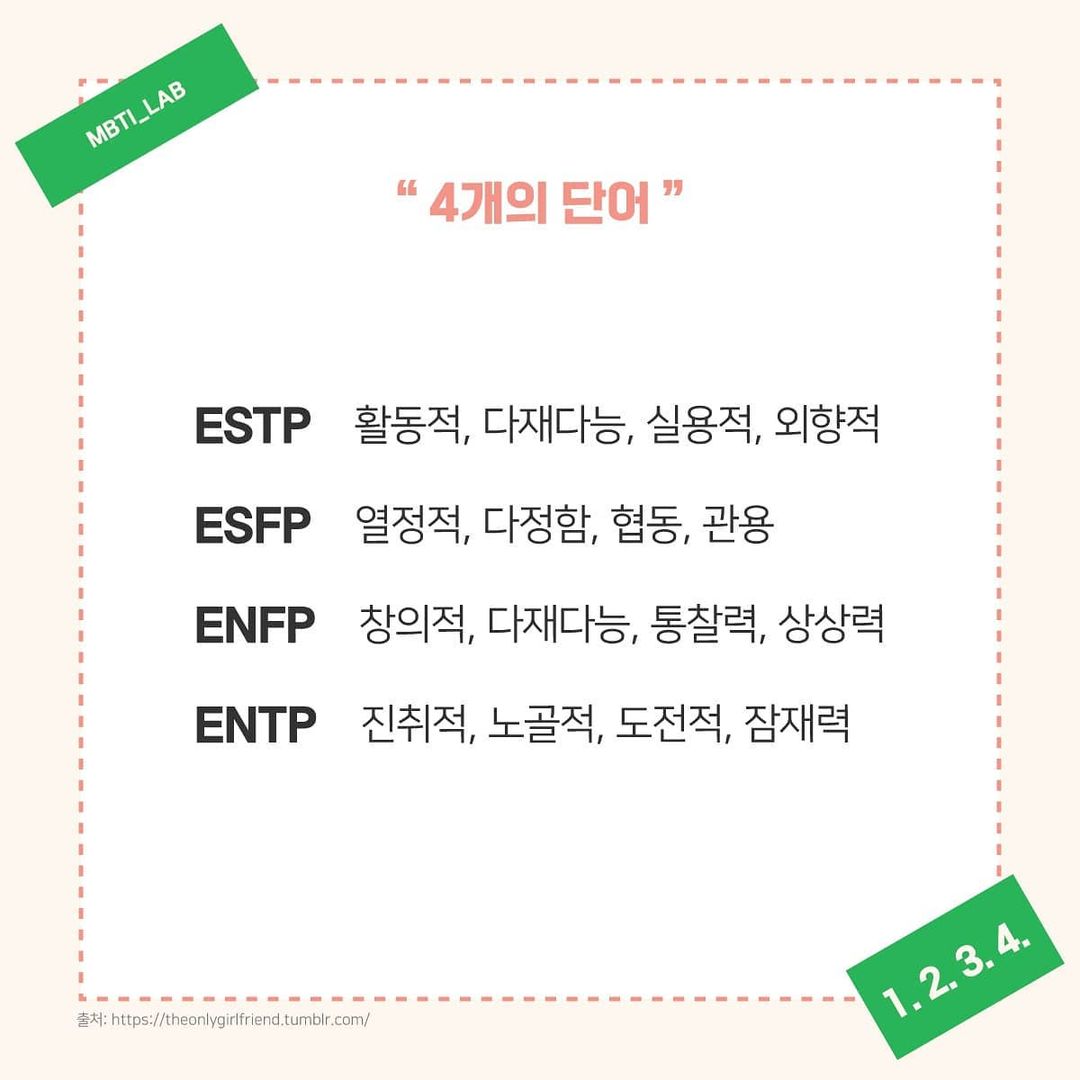 MBTI_LAB
“ 4개의 단어 ”
ESTP 활동적, 다재다능, 실용적, 외향적
ESFP 열정적, 다정함, 협동, 관용
ENFP 창의적, 다재다능, 통찰력, 상상력
ENTP 진취적, 노골적, 도전적, 잠재력
1. 2. 3. 4.
출처: https://theonlygirlfriend.tumblr.com/